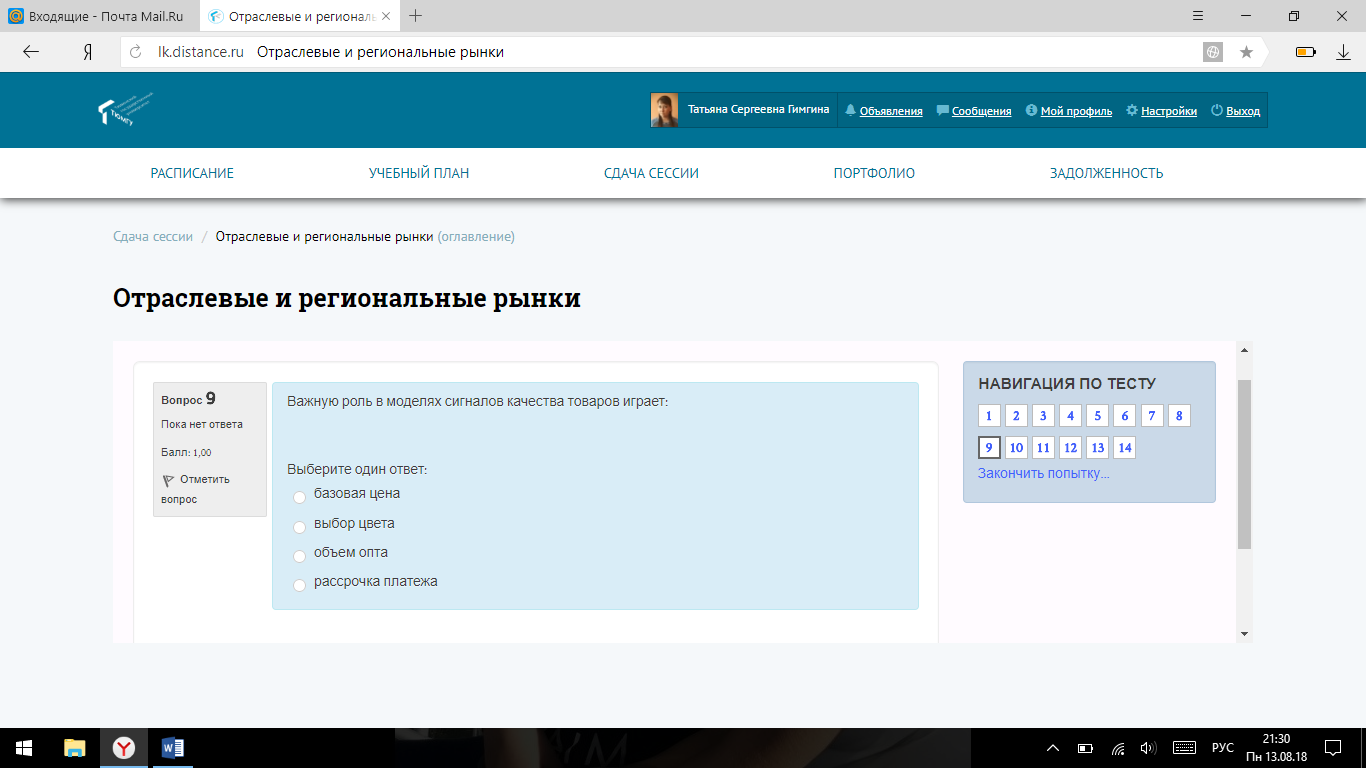 Входящие - Почта Mail.Ru
Отраслевые и региональ
lk.distance.ru Отраслевые и региональные рынки
ТюмГУ
Татьяна Сергеевна Гимгина Объявления Сообщения Мой профиль Настройки Выход
РАСПИСАНИЕ УЧЕБНЫЙ ПЛАН СДАЧА СЕССИИ ПОРТФОЛИО ЗАДОЛЖЕННОСТЬ
Сдача сессии / Отраслевые и региональные рынки (оглавление)
Отраслевые и региональные рынки
Вопрос 9
Пока нет ответа
Балл: 1,00
Отметить
вопрос
Важную роль в моделях сигналов качества товаров играет:
Выберите один ответ:
базовая цена
выбор цвета
объем опта
рассрочка платежа
НАВИГАЦИЯ ПО ТЕСТУ
1 2 3 4 5 6 7 8
9 10 11 12 13 14
Закончить попытку...
РУС
21:30
Пн 13.08.18